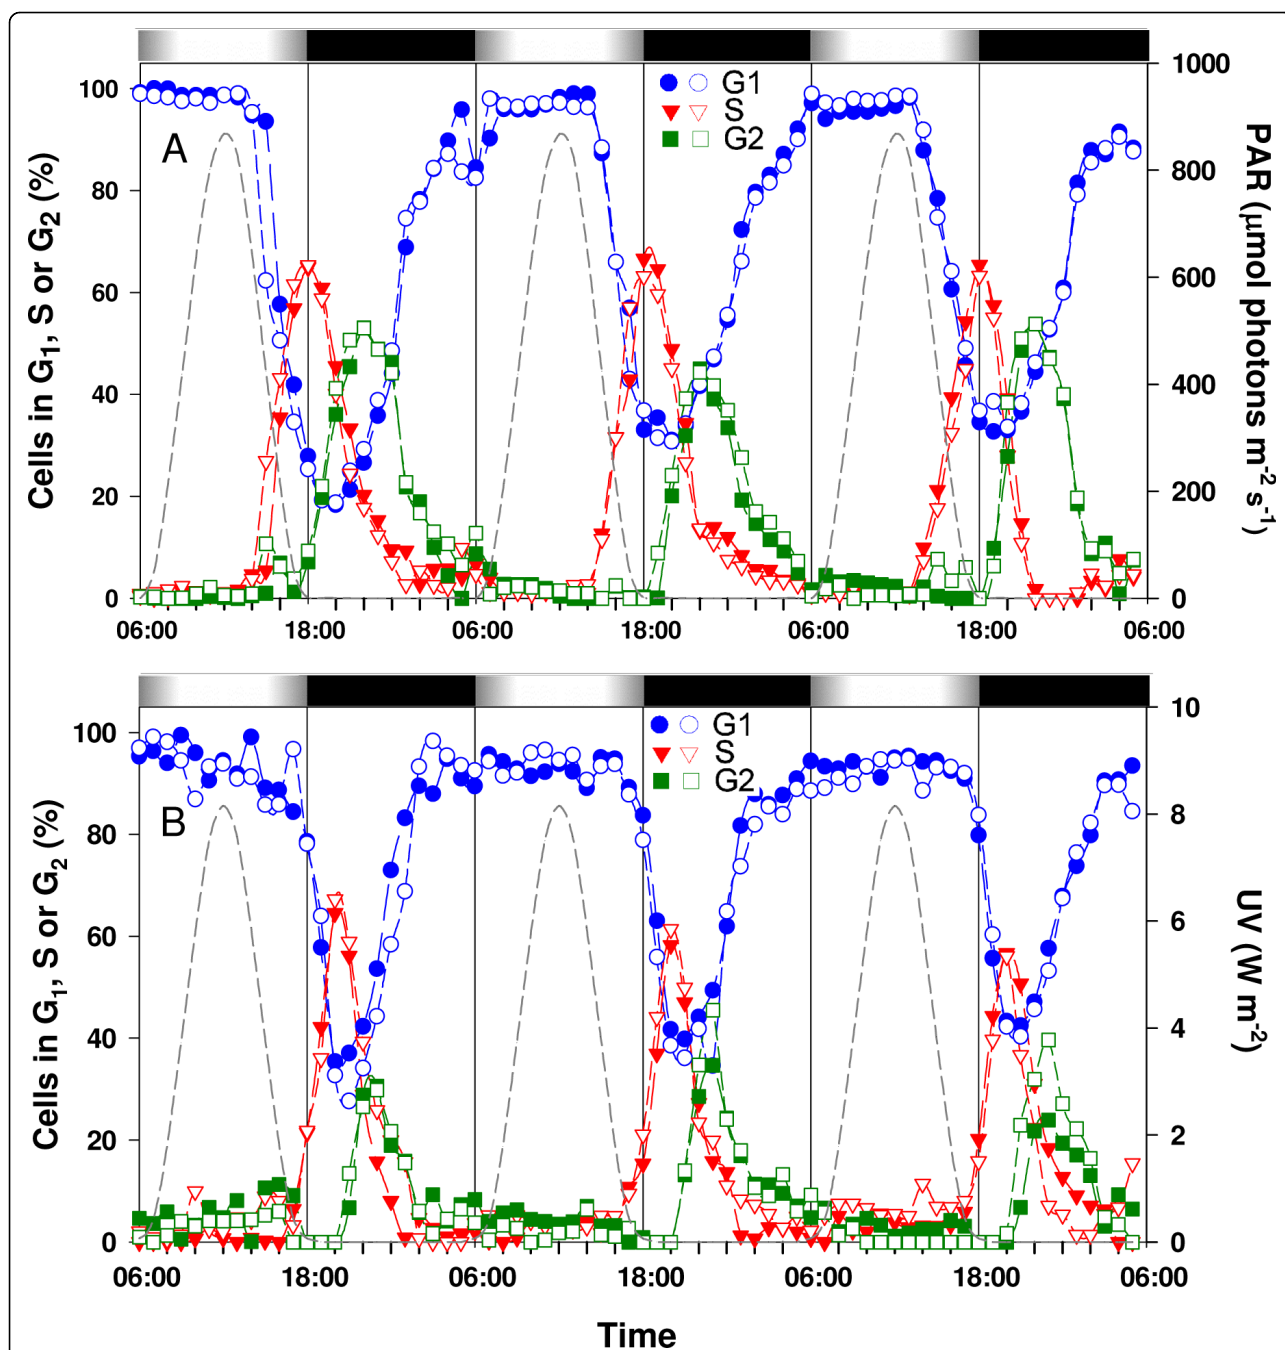 A
G1
S
G2
Cells in G1, S or G2 (%)
100
80
60
40
20
0
PAR (μmol photons m-2 s-1)
1000
800
600
400
200
0
06:00 18:00 06:00 18:00 06:00 18:00 06:00
B
G1
S
G2
Cells in G1, S or G2 (%)
100
80
60
40
20
0
UV (W m-2)
10
8
6
4
2
0
06:00 18:00 06:00 18:00 06:00 18:00 06:00
Time